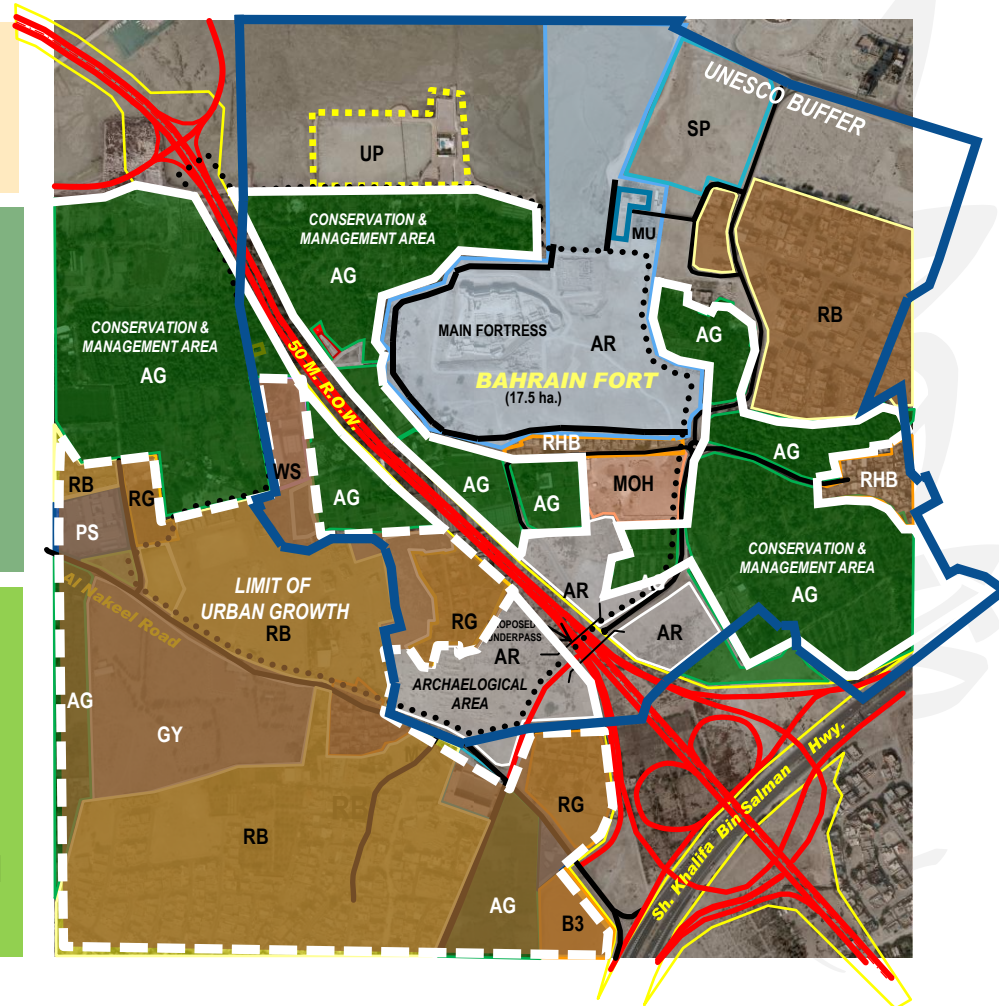 UNESCO BUFFER
SP
UP
MU
CONSERVATION &
MANAGEMENT AREA
AG
CONSERVATION &
MANAGEMENT AREA
AG
50 M. R.O.W.
MAIN FORTRESS
AR
BAHRAIN FORT
(17.5 ha.)
AG
RB
RHB
WS
AG
AG
AG
MOH
AG
RHB
RB
RG
PS
CONSERVATION &
MANAGEMENT AREA
AG
Al Nakeel Road
LIMIT OF
URBAN GROWTH
RB
RG
AR
UNDERPASS
AR
AR
ARCHAELOGICAL
AREA
AG
GY
RB
RB
RG
AG
B3
Sh. Khalifa Bin Salman Hwy.